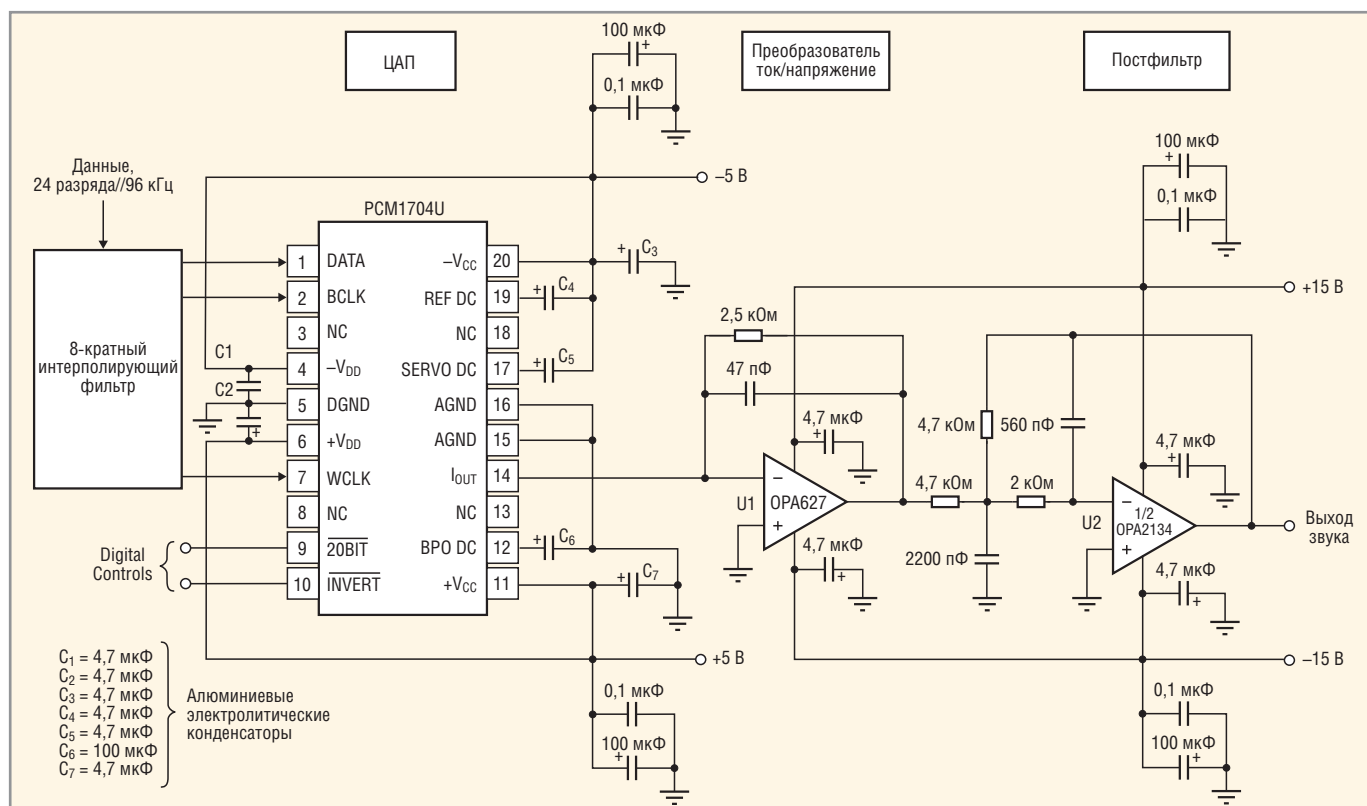 ЦАП
100 мкФ
+
0,1 мкФ
Преобразователь
ток/напряжение
Постфильтр
Данные,
24 разряда//96 кГц
–5 В
100 мкФ
+
0,1 мкФ
PCM1704U
8-кратный
интерполирующий
фильтр
1 DATA
2 BCLK
3 NC
4 –VDD
5 DGND
6 +VDD
7 WCLK
8 NC
9 20BIT
10 INVERT
–VCC 20
REF DC 19
NC 18
SERVO DC 17
AGND 16
AGND 15
IOUT 14
NC 13
BPO DC 12
+VCC 11
C1
C2
+
+ C3
+ C4
+ C5
+ C6
+ C7
+15 В
2,5 кОм
47 пФ
4,7 мкФ
+
U1
–
OPA627
+
4,7 мкФ
+
4,7 кОм
560 пФ
4,7 кОм
2 кОм
2200 пФ
4,7 мкФ
+
U2
–
1/2
OPA2134
+
4,7 мкФ
+
Выход
звука
Digital
Controls
+5 В
–15 В
C1 = 4,7 мкФ
C2 = 4,7 мкФ
C3 = 4,7 мкФ
C4 = 4,7 мкФ
C5 = 4,7 мкФ
C6 = 100 мкФ
C7 = 4,7 мкФ
Алюминиевые
электролитические
конденсаторы
0,1 мкФ
100 мкФ
+
0,1 мкФ
100 мкФ
+